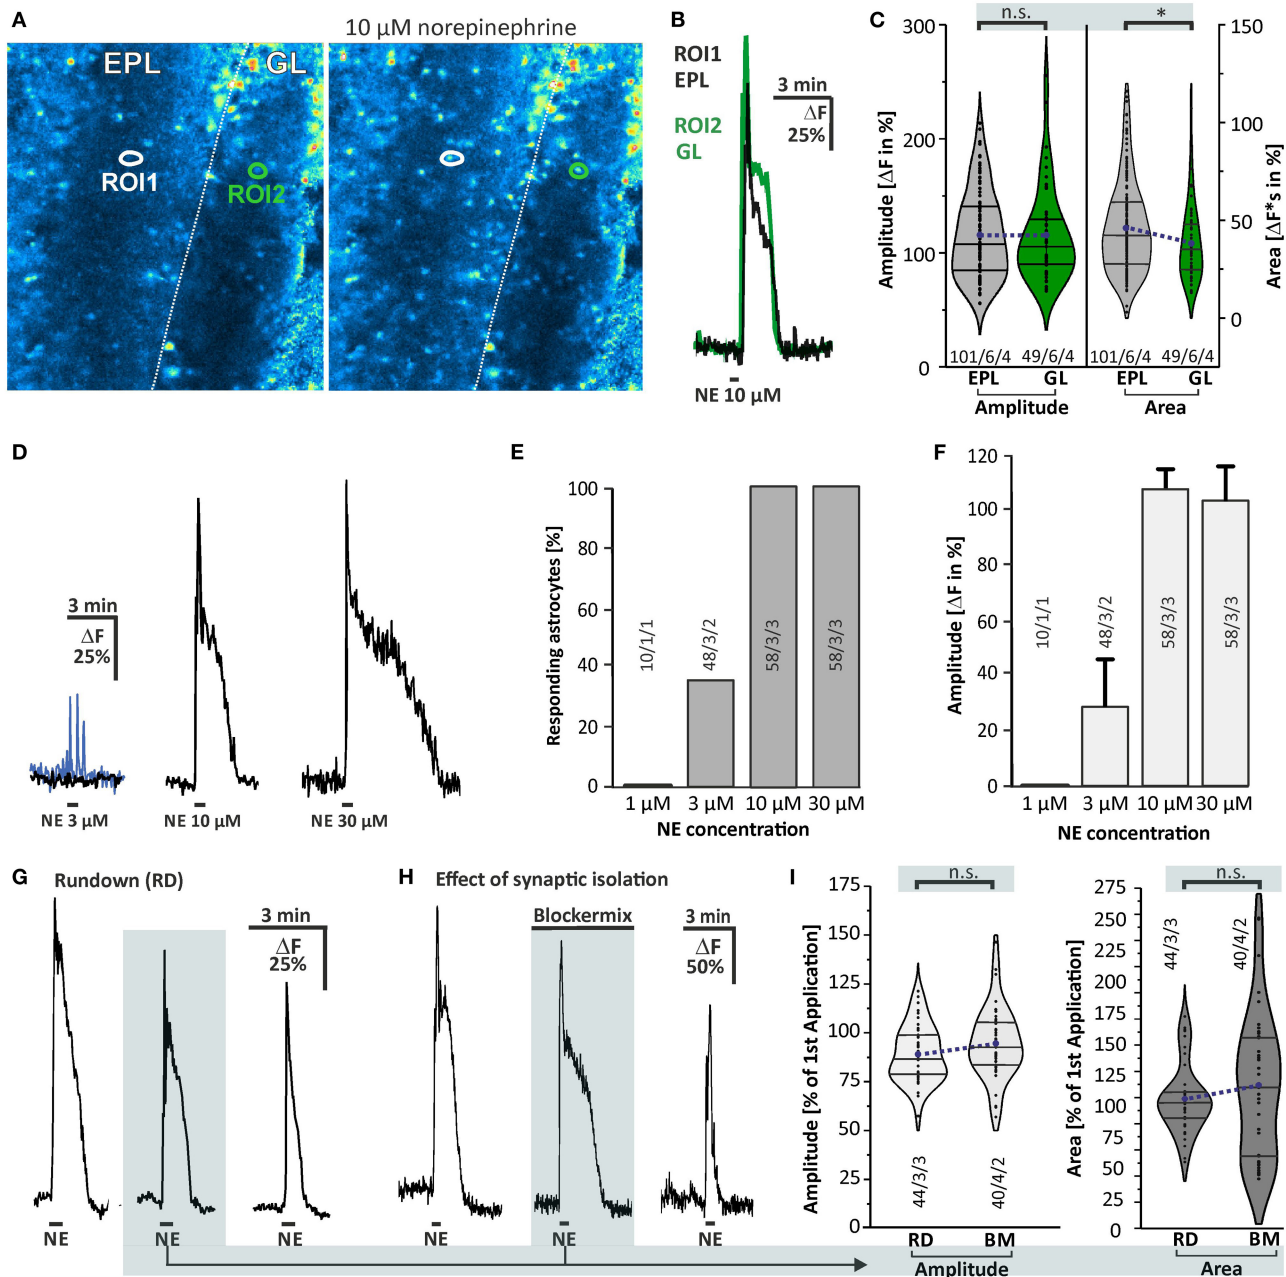 A
10 µM norepinephrine
EPL
GL
ROI1
ROI2
B
ROI1
EPL
ROI2
GL
3 min
ΔF
25%
NE 10 µM
C
n.s.
*
Amplitude [ΔF in %]
300
200
100
0
150
100
50
0
Area [ΔF*s in %]
101/6/4
49/6/4
101/6/4
49/6/4
EPL
GL
EPL
GL
Amplitude
Area
D
3 min
ΔF
25%
NE 3 µM
NE 10 µM
NE 30 µM
E
Responding astrocytes [%]
100
80
60
40
20
0
10/1/1
48/3/2
58/3/3
58/3/3
1 µM
3 µM
10 µM
30 µM
NE concentration
F
Amplitude [ΔF in %]
120
100
80
60
40
20
0
10/1/1
48/3/2
58/3/3
58/3/3
1 µM
3 µM
10 µM
30 µM
NE concentration
G
Rundown (RD)
3 min
ΔF
25%
NE
NE
NE
H
Effect of synaptic isolation
Blockermix
3 min
ΔF
50%
NE
NE
NE
I
n.s.
Amplitude [% of 1st Application]
175
150
125
100
75
50
25
0
44/3/3
40/4/2
RD
BM
Amplitude
n.s.
Area [% of 1st Application]
275
250
225
200
175
150
125
100
75
50
25
0
44/3/3
40/4/2
RD
BM
Area